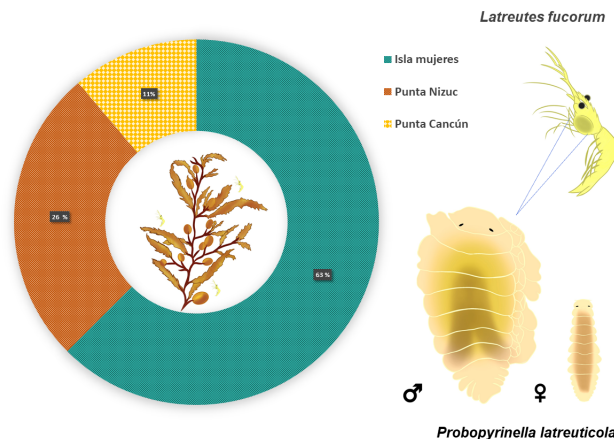 Latreutes fucorum
Isla mujeres
Punta Nizuc
Punta Cancún
11%
26 %
63 %
♂ ♀
Probopyrinella latreuticola